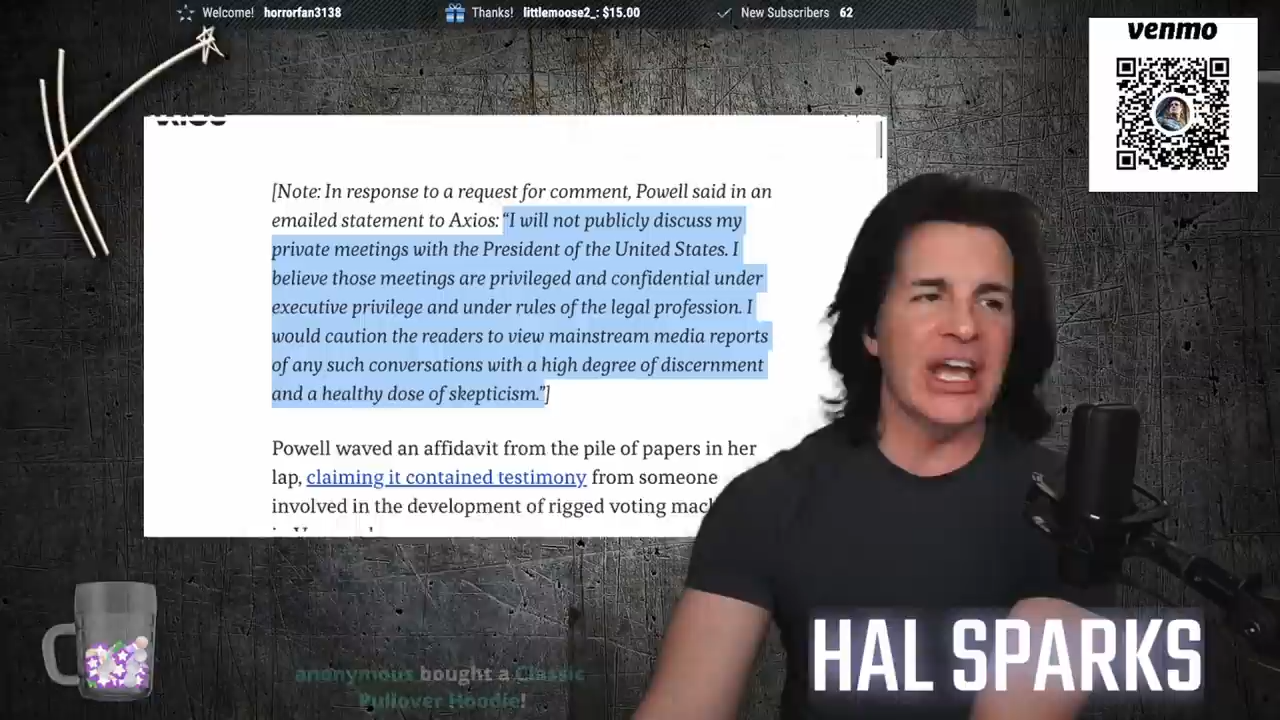 Welcome! horrorfan3138
Thanks! littlemoose2_: $15.00
New Subscribers 62
venmo
[Note: In response to a request for comment, Powell said in an
emailed statement to Axios: “I will not publicly discuss my
private meetings with the President of the United States. I
believe those meetings are privileged and confidential under
executive privilege and under rules of the legal profession. I
would caution the readers to view mainstream media reports
of any such conversations with a high degree of discernment
and a healthy dose of skepticism.”]
Powell waved an affidavit from the pile of papers in her
lap, claiming it contained testimony from someone
involved in the development of rigged voting
HAL SPARKS
anonymous bought a Classic
Pullover Hoodie!